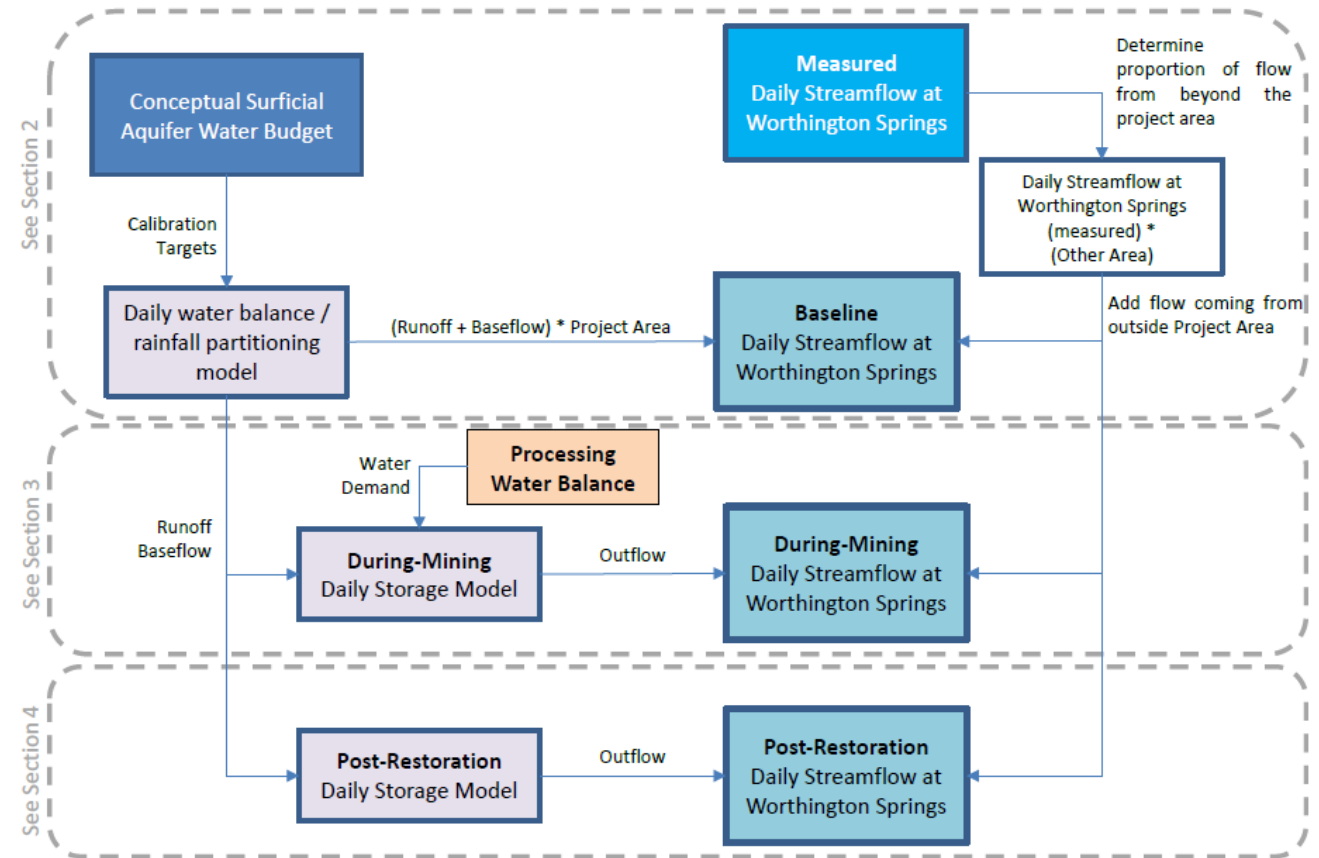 See Section 2
Conceptual Surficial
Aquifer Water Budget
Measured
Daily Streamflow at
Worthington Springs
Determine
proportion of flow
from beyond the
project area
Daily Streamflow at
Worthington Springs
(measured) *
(Other Area)
Calibration
Targets
Daily water balance /
rainfall partitioning
model
(Runoff + Baseflow) * Project Area
Baseline
Daily Streamflow at
Worthington Springs
Add flow coming from
outside Project Area
See Section 3
Processing
Water Balance
Water
Demand
Runoff
Baseflow
During-Mining
Daily Storage Model
Outflow
During-Mining
Daily Streamflow at
Worthington Springs
See Section 4
Post-Restoration
Daily Storage Model
Outflow
Post-Restoration
Daily Streamflow at
Worthington Springs